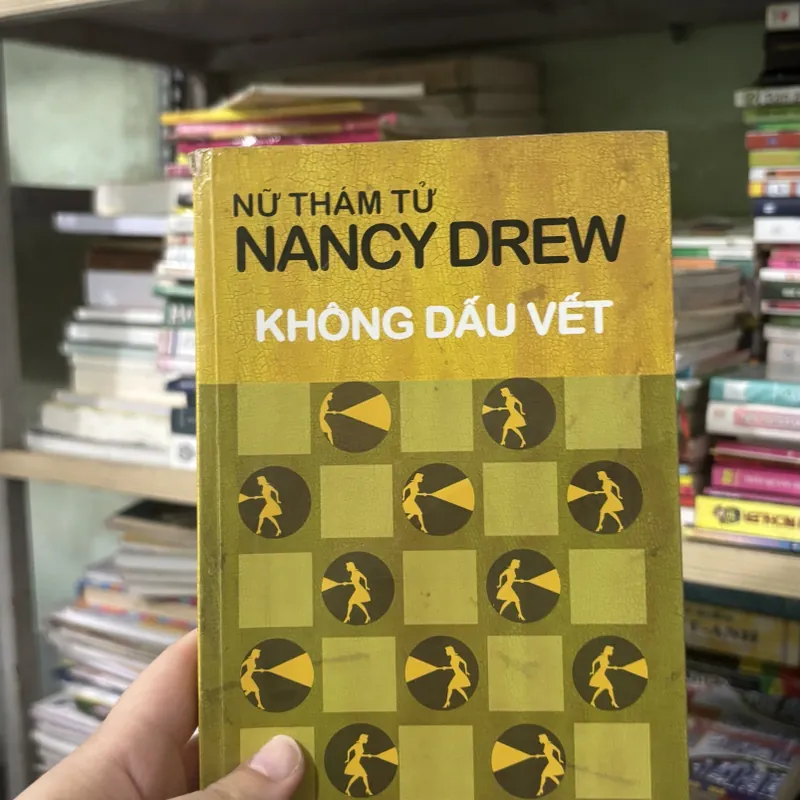 NỮ THÁM TỬ
NANCY DREW
KHÔNG DẤU VẾT